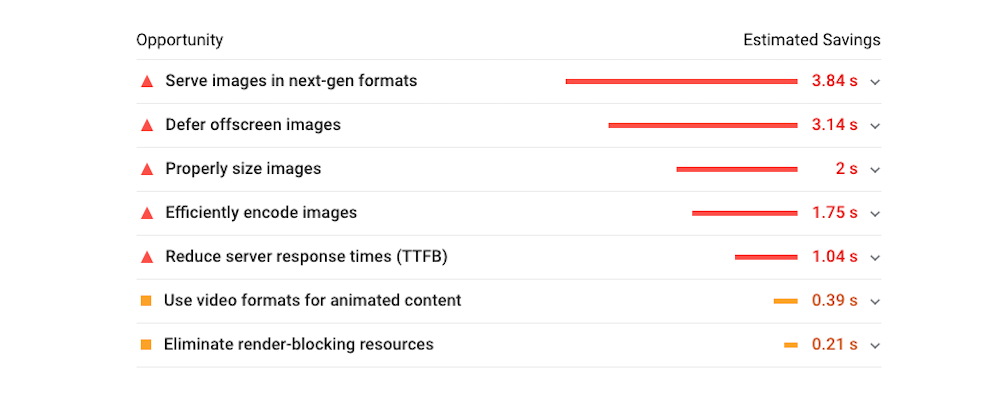 Opportunity Estimated Savings
Serve images in next-gen formats 3.84 s
Defer offscreen images 3.14 s
Properly size images 2 s
Efficiently encode images 1.75 s
Reduce server response times (TTFB) 1.04 s
Use video formats for animated content 0.39 s
Eliminate render-blocking resources 0.21 s